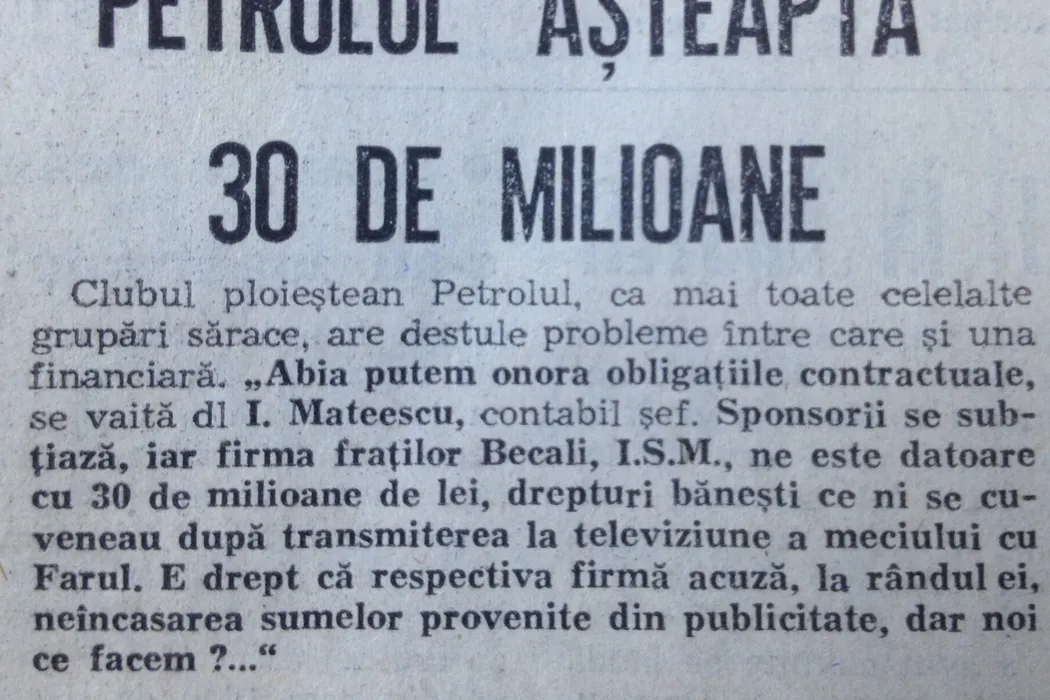 PETROLUL AȘTEAPTĂ
30 DE MILIOANE
Clubul ploieștean Petrolul, ca mai toate celelalte
grupări sărace, are destule probleme între care și una
financiară. „Abia putem onora obligațiile contractuale,
se vaită dl I. Mateescu, contabil șef. Sponsorii se sub-
țiază, iar firma fraților Becali, I.S.M., ne este datoare
cu 30 de milioane de lei, drepturi bănești ce ni se cu-
veneau după transmiterea la televiziune a meciului cu
Farul. E drept că respectiva firmă acuză, la rândul ei,
neîncasarea sumelor provenite din publicitate, dar noi
ce facem ?...“